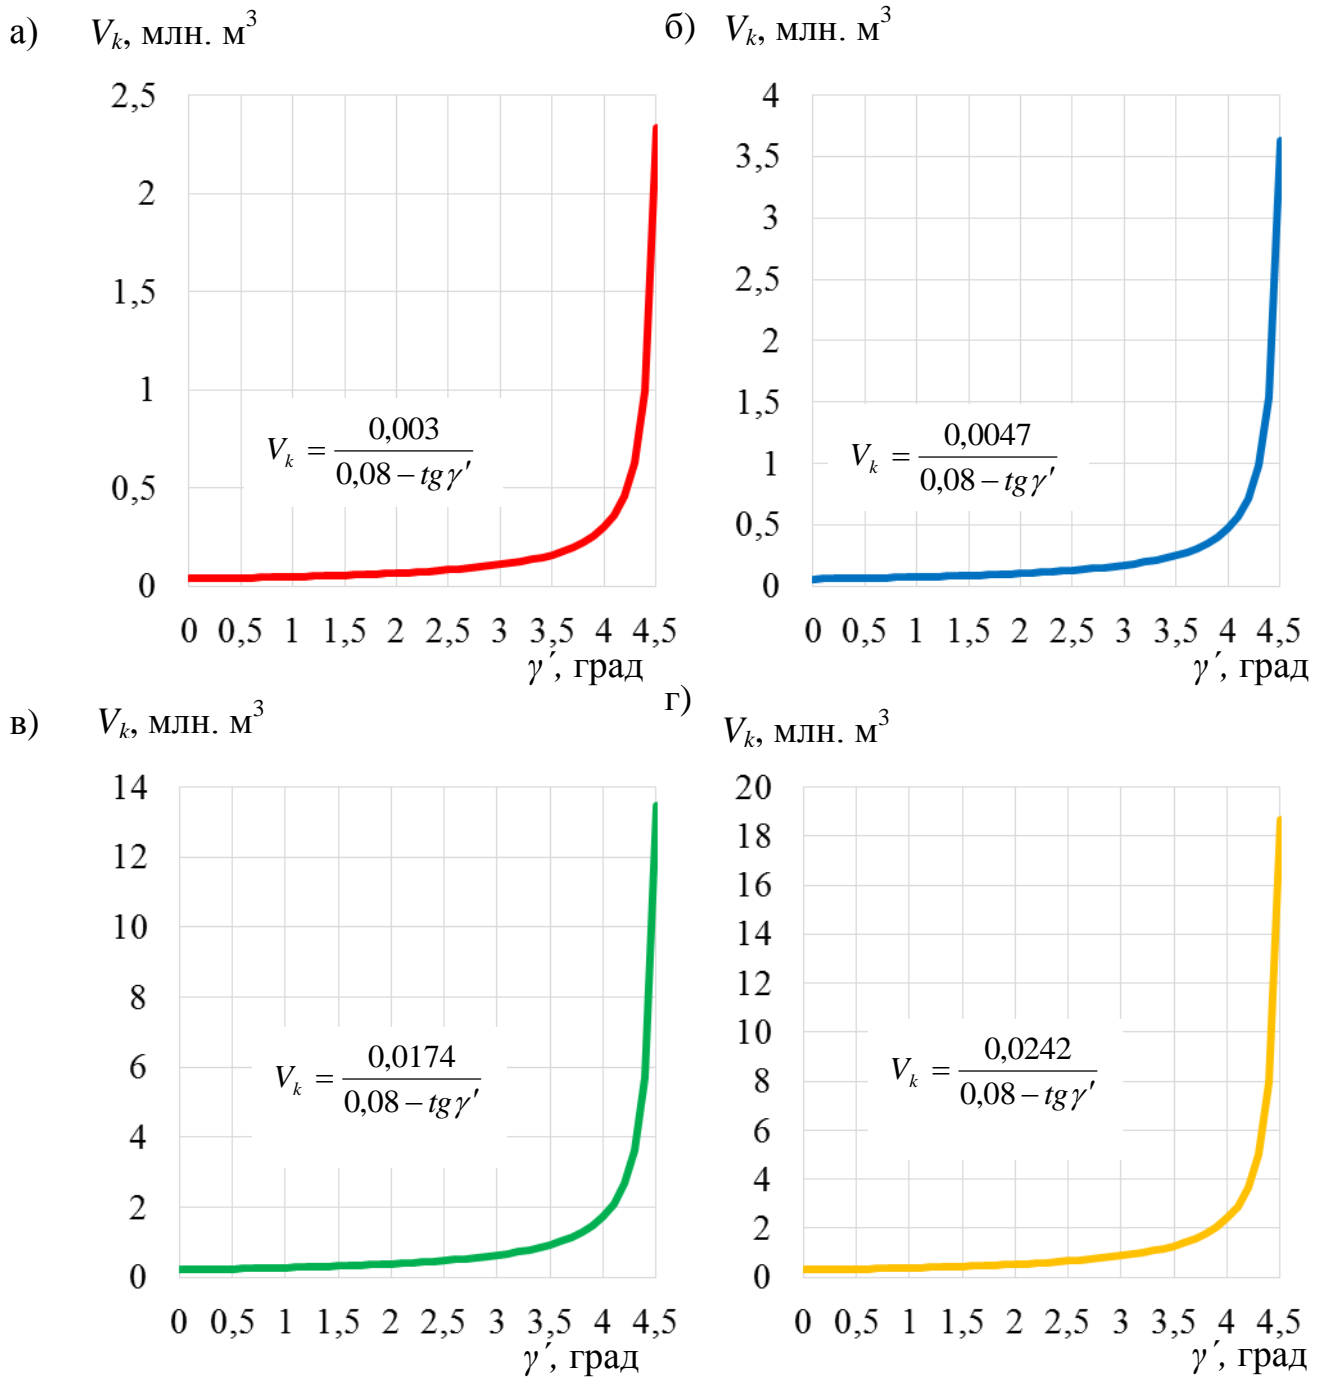 а) V_k, млн. м³
2,5
2
1,5
1
0,5
0
V_k = 0,003 / (0,08 − tgγ′)
0 0,5 1 1,5 2 2,5 3 3,5 4 4,5
γ′, град
б) V_k, млн. м³
4
3,5
3
2,5
2
1,5
1
0,5
0
V_k = 0,0047 / (0,08 − tgγ′)
0 0,5 1 1,5 2 2,5 3 3,5 4 4,5
γ′, град
в) V_k, млн. м³
14
12
10
8
6
4
2
0
V_k = 0,0174 / (0,08 − tgγ′)
0 0,5 1 1,5 2 2,5 3 3,5 4 4,5
γ′, град
г) V_k, млн. м³
20
18
16
14
12
10
8
6
4
2
0
V_k = 0,0242 / (0,08 − tgγ′)
0 0,5 1 1,5 2 2,5 3 3,5 4 4,5
γ′, град